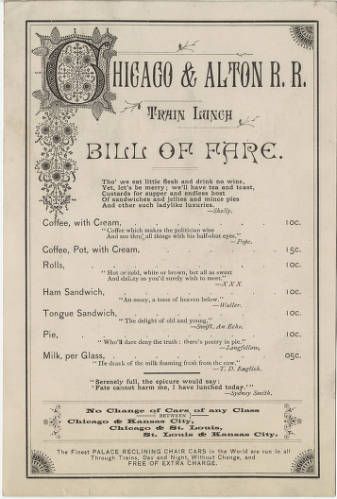 CHICAGO & ALTON R. R.
TRAIN LUNCH
BILL OF FARE.
Tho' we eat little flesh and drink no wine,
Yet, let's be merry; we'll have tea and toast,
Custards for supper and endless host
Of sandwiches and jellies and mince pies
And other such ladylike luxuries.
—Shelly.
Coffee, with Cream, 10c.
"Coffee which makes the politician wise
And see thro' all things with his half-shut eyes."
—Pope.
Coffee, Pot, with Cream, 15c.
Rolls, 10c.
"Hot or cold, white or brown, but all as sweet
And dainty as you'd surely wish to meet."
—X X X
Ham Sandwich, 10c.
"An essay, a taste of heaven below."
—Waller.
Tongue Sandwich, 10c.
"The delight of old and young."
—Swift, An Echo.
Pie, 10c.
"Who'll dare deny the truth: there's poetry in pie."
—Longfellow.
Milk, per Glass, 05c.
"He drank of the milk foaming fresh from the cow."
—T. D. English.
"Serenely full, the epicure would say:
'Fate cannot harm me, I have lunched today.'"
—Sydney Smith.
No Change of Cars of any Class
BETWEEN
Chicago & Kansas City,
Chicago & St. Louis,
St. Louis & Kansas City.
The Finest PALACE RECLINING CHAIR CARS in the World are run in all
Through Trains, Day and Night, Without Change, and
FREE OF EXTRA CHARGE.